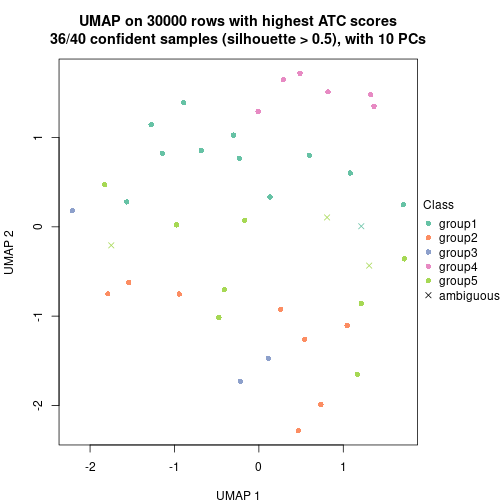 UMAP on 30000 rows with highest ATC scores
36/40 confident samples (silhouette > 0.5), with 10 PCs
1
0
-1
-2
UMAP 2
-2
-1
0
1
UMAP 1
Class
group1
group2
group3
group4
group5
ambiguous